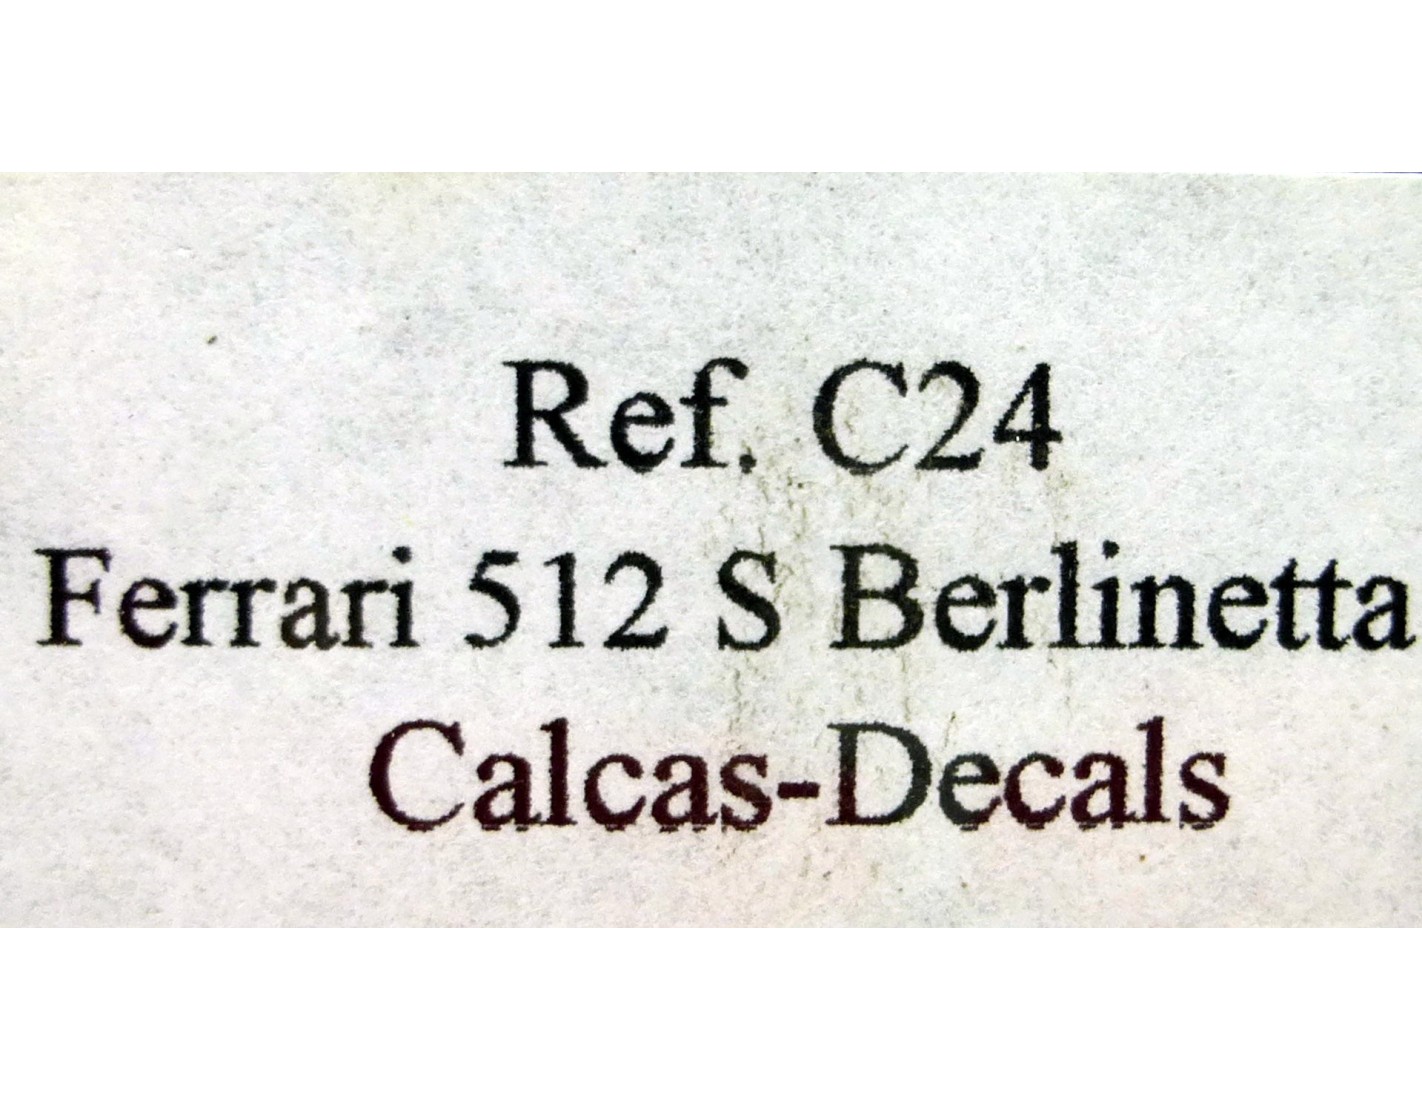 Ref. C24
Ferrari 512 S Berlinetta
Calcas-Decals